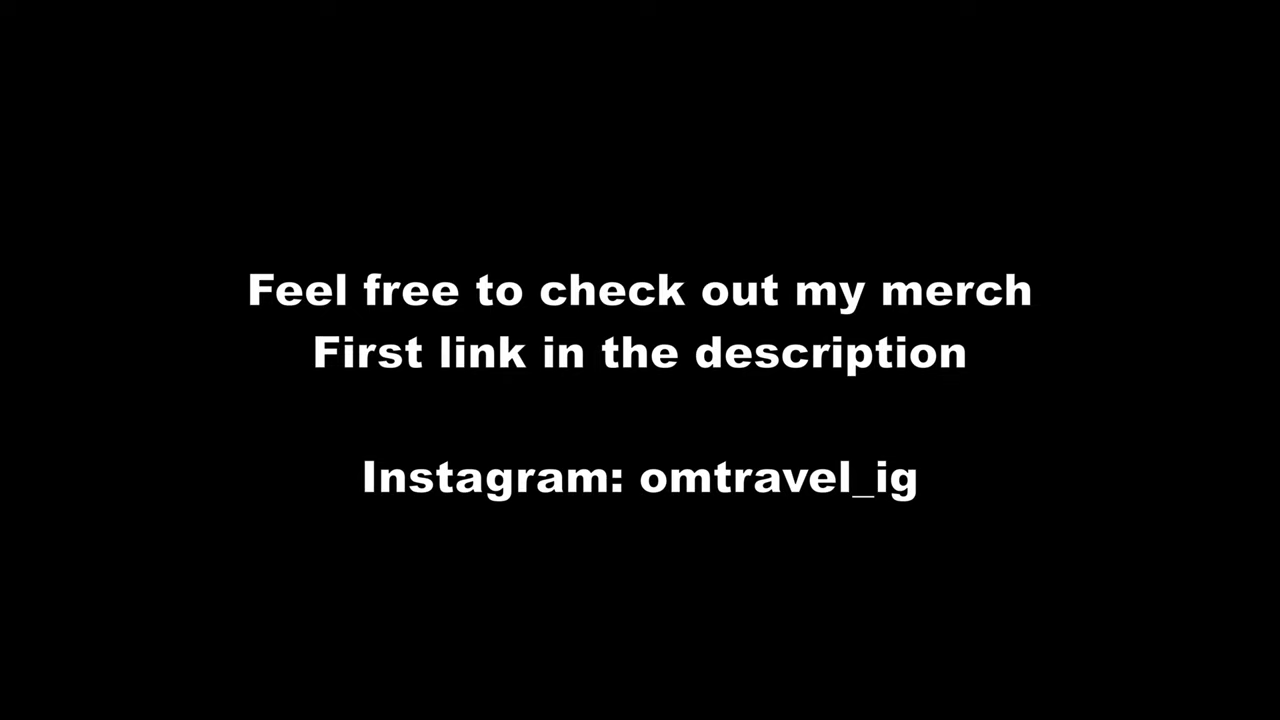 Feel free to check out my merch
First link in the description
Instagram: omtravel_ig